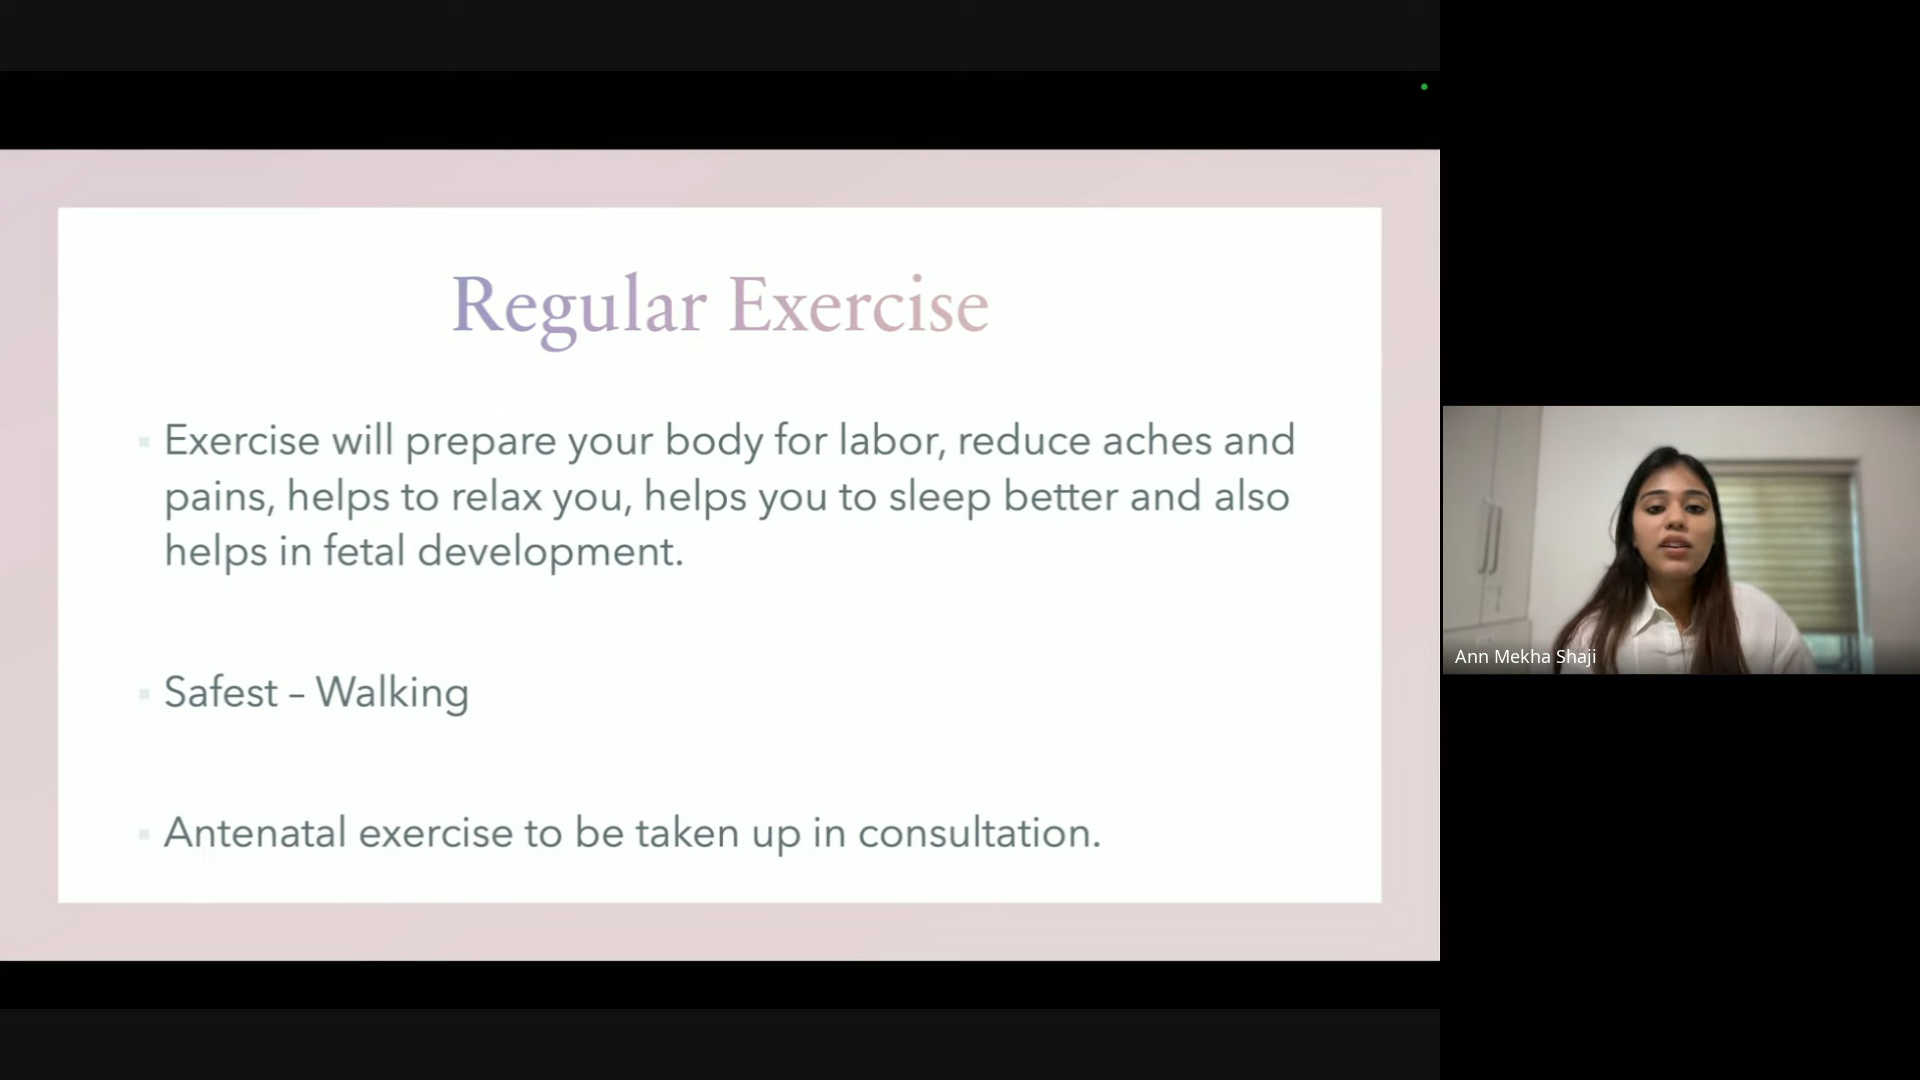 Regular Exercise
Exercise will prepare your body for labor, reduce aches and
pains, helps to relax you, helps you to sleep better and also
helps in fetal development.
Safest – Walking
Antenatal exercise to be taken up in consultation.
Ann Mekha Shaji